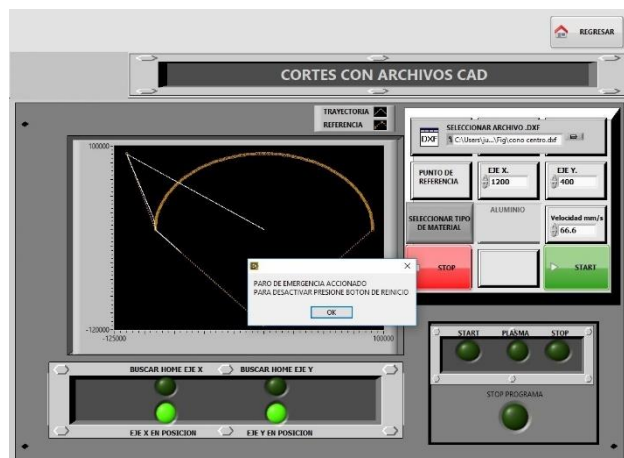 REGRESAR
CORTES CON ARCHIVOS CAD
TRAYECTORIA
REFERENCIA
SELECCIONAR ARCHIVO .DXF
DXF
C:\Users\ju...\Fig\cono centro.dxf
PUNTO DE
REFERENCIA
EJE X.
1200
EJE Y.
400
SELECCIONAR TIPO
DE MATERIAL
ALUMINIO
Velocidad mm/s
66.6
STOP
START
100000
-120000
-125000
100000
PARO DE EMERGENCIA ACCIONADO
PARA DESACTIVAR PRESIONE BOTON DE REINICIO
OK
START
PLASMA
STOP
STOP PROGRAMA
BUSCAR HOME EJE X
BUSCAR HOME EJE Y
EJE X EN POSICION
EJE Y EN POSICION